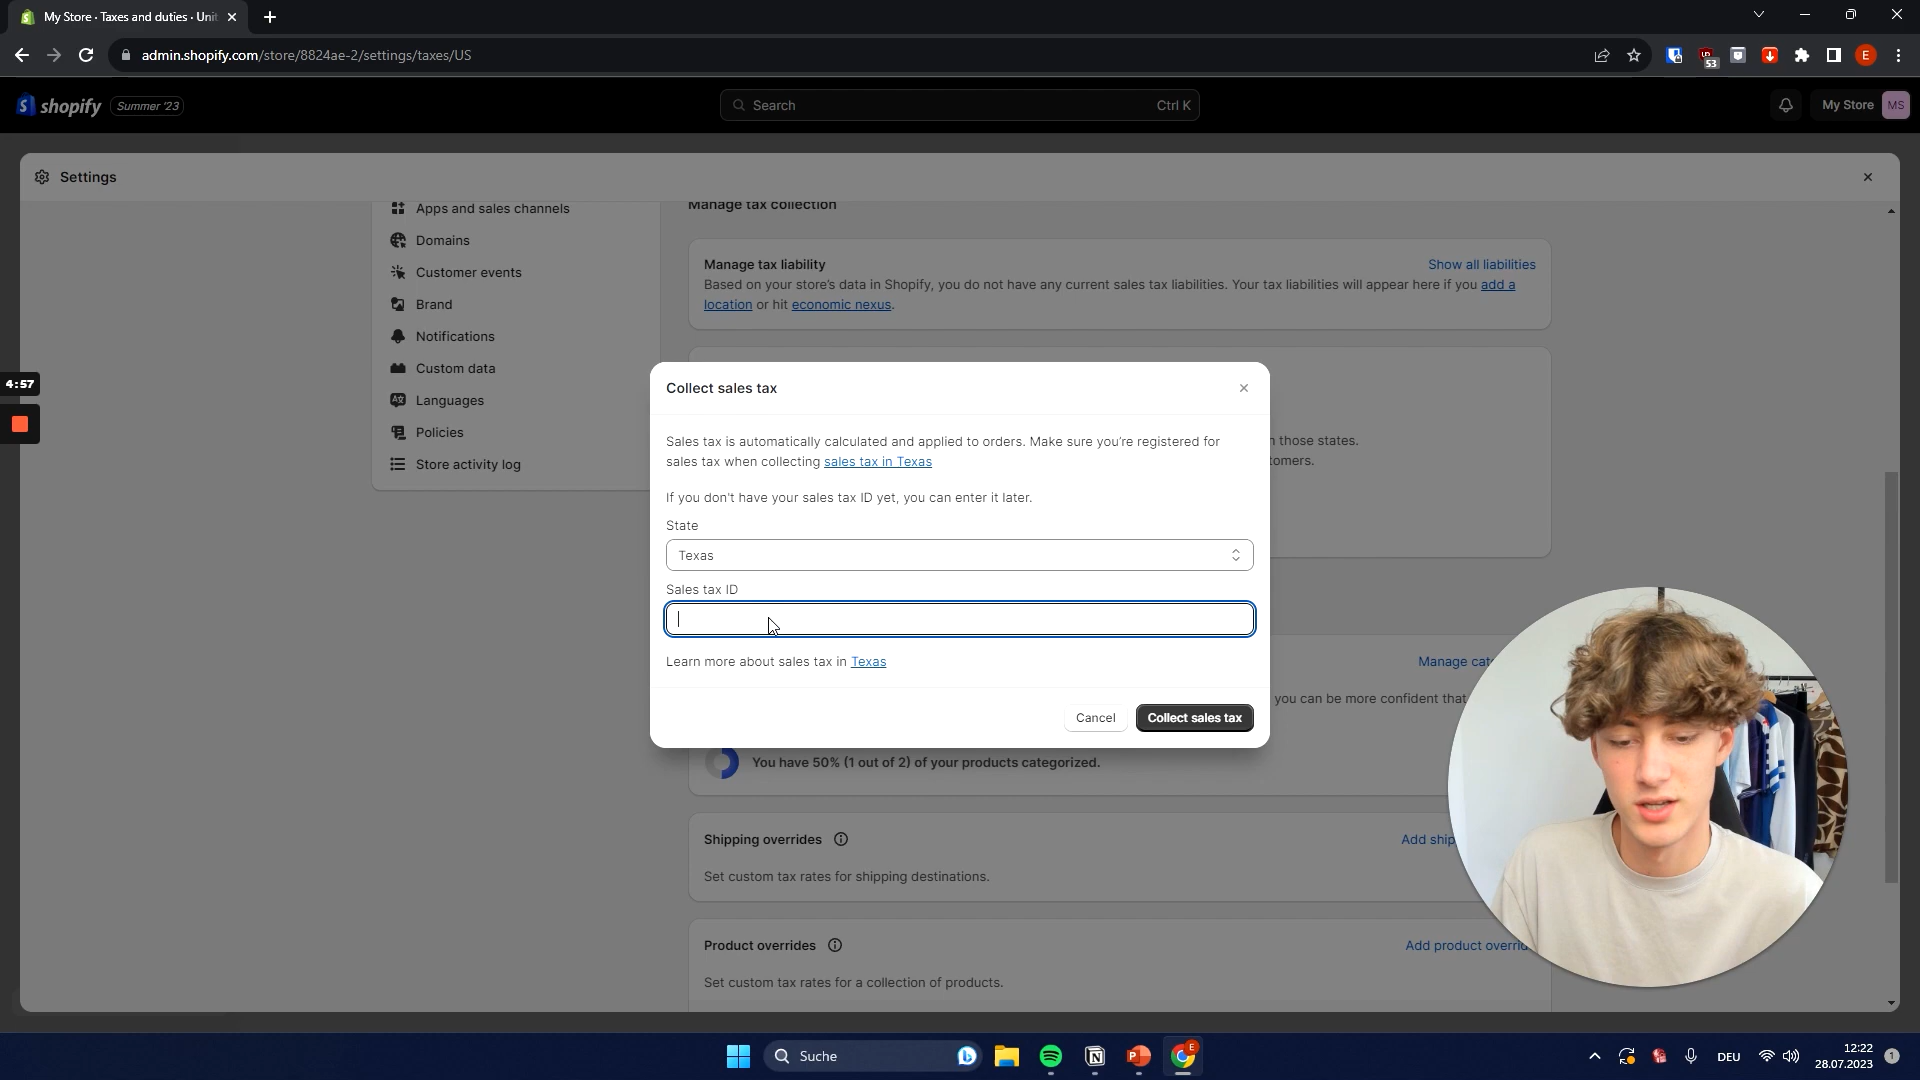 My Store · Taxes and duties · Unit
admin.shopify.com/store/8824ae-2/settings/taxes/US
53
E
shopify
Summer '23
Search
Ctrl K
My Store
MS
Settings
Apps and sales channels
Domains
Customer events
Brand
Notifications
Custom data
Languages
Policies
Store activity log
4:57
Manage tax collection
Manage tax liability
Show all liabilities
Based on your store's data in Shopify, you do not have any current sales tax liabilities. Your tax liabilities will appear here if you add a
location or hit economic nexus.
n those states.
tomers.
Collect sales tax
Sales tax is automatically calculated and applied to orders. Make sure you're registered for
sales tax when collecting sales tax in Texas
If you don't have your sales tax ID yet, you can enter it later.
State
Texas
Sales tax ID
Learn more about sales tax in Texas
Cancel
Collect sales tax
Manage cat
you can be more confident that
You have 50% (1 out of 2) of your products categorized.
Shipping overrides
Add ship
Set custom tax rates for shipping destinations.
Product overrides
Add product overrid
Set custom tax rates for a collection of products.
Suche
DEU
12:22
28.07.2023
1